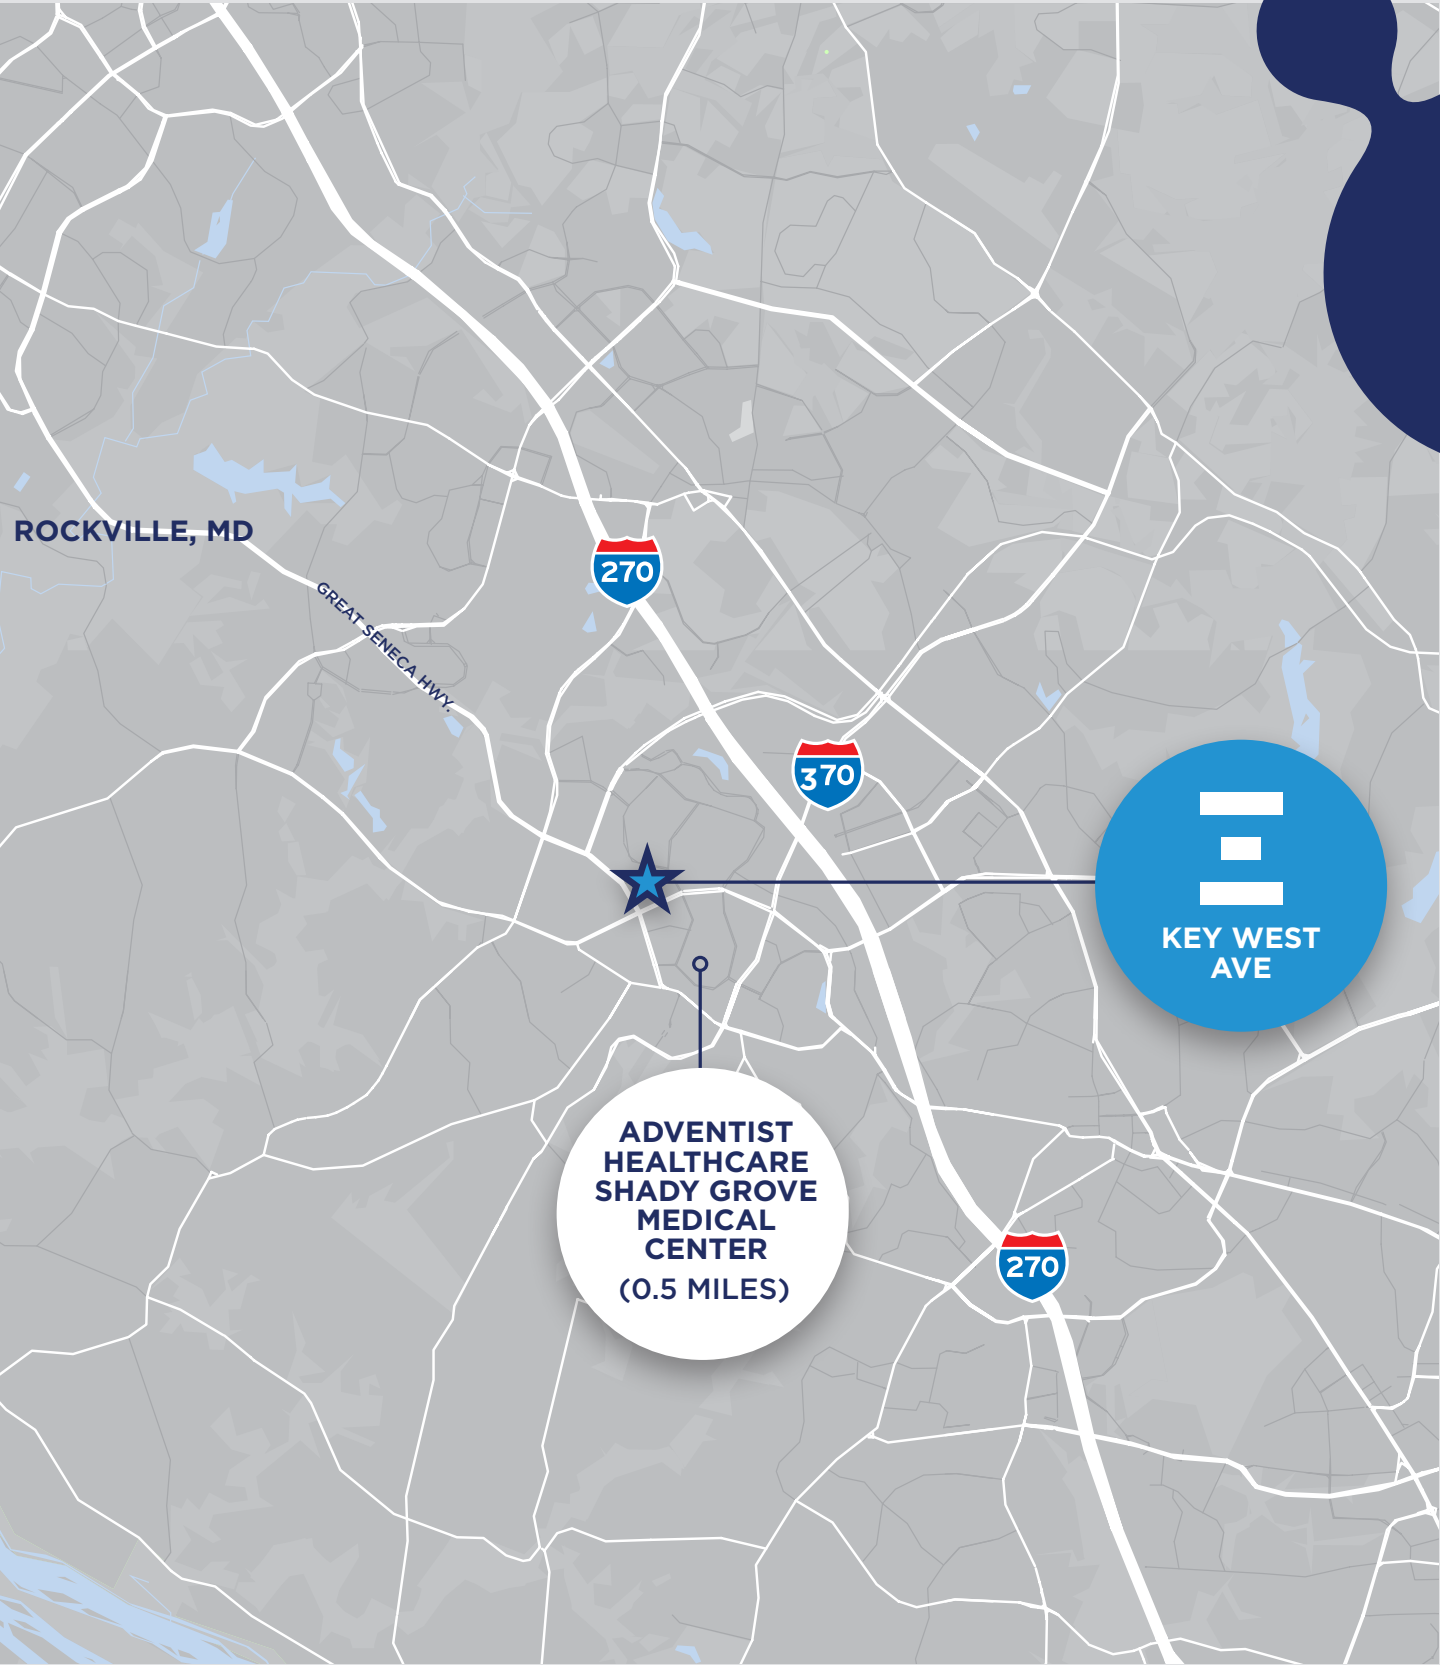 ROCKVILLE, MD
270
GREAT SENECA HWY.
370
KEY WEST
AVE
ADVENTIST
HEALTHCARE
SHADY GROVE
MEDICAL
CENTER
(0.5 MILES)
270